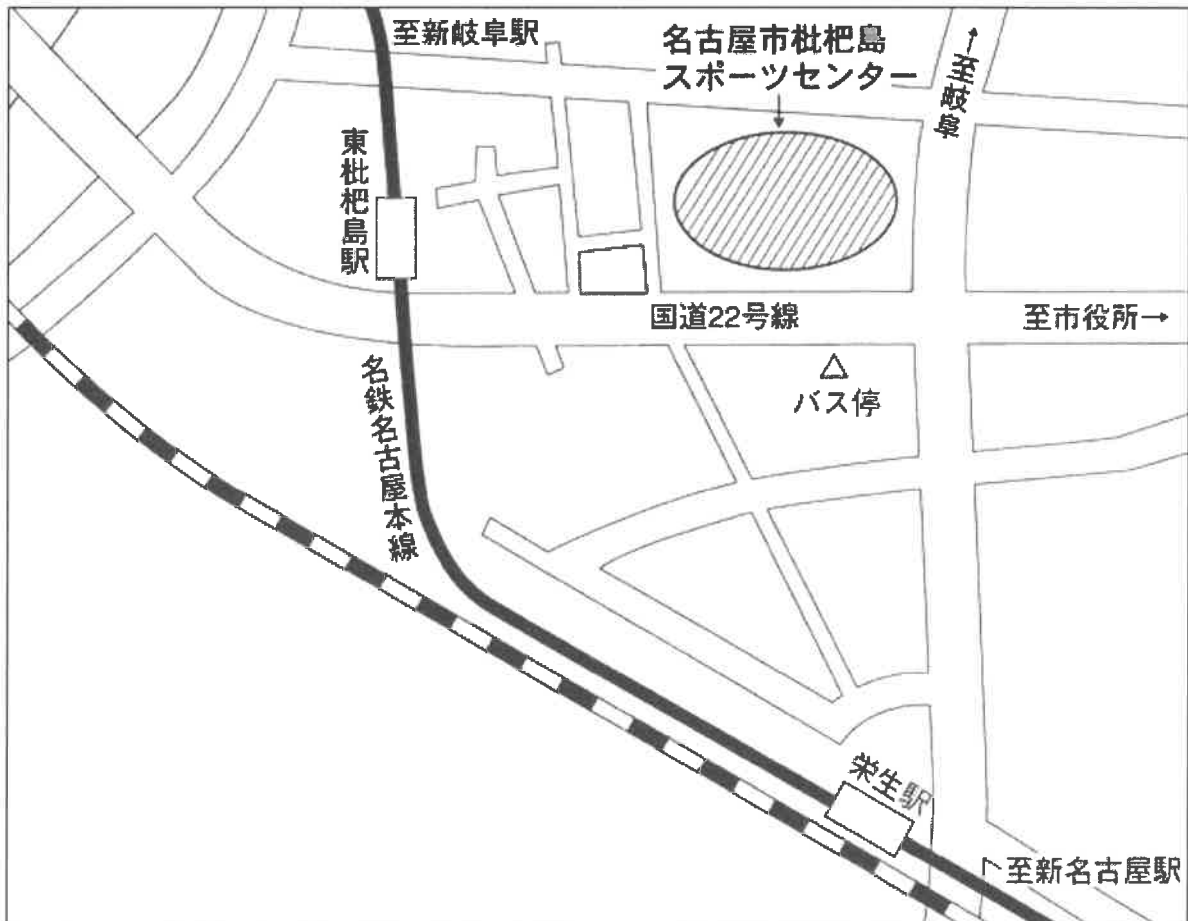 至新岐阜駅
名古屋市枇杷島
スポーツセンター
→至岐阜
東枇杷島駅
国道22号線
至市役所→
バス停
名鉄名古屋本線
栄生駅
至新名古屋駅